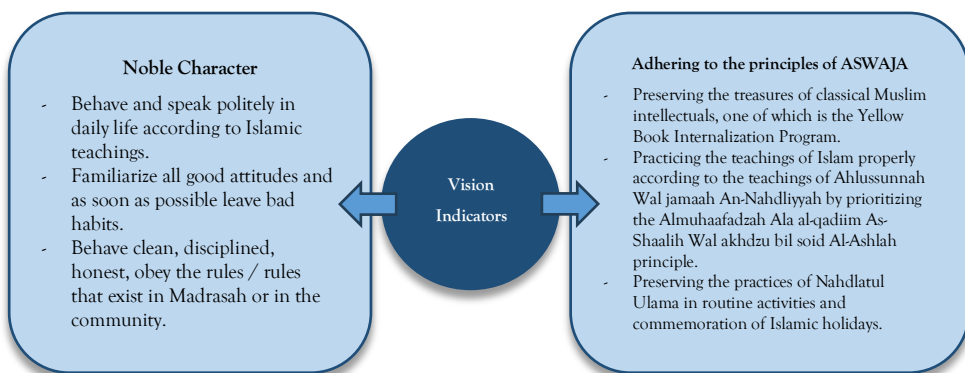 Noble Character
- Behave and speak politely in
daily life according to Islamic
teachings.
- Familiarize all good attitudes and
as soon as possible leave bad
habits.
- Behave clean, disciplined,
honest, obey the rules / rules
that exist in Madrasah or in the
community.
Vision
Indicators
Adhering to the principles of ASWAJA
- Preserving the treasures of classical Muslim
intellectuals, one of which is the Yellow
Book Internalization Program.
- Practicing the teachings of Islam properly
according to the teachings of Ahlussunnah
Wal jamaah An-Nahdliyyah by prioritizing
the Almuhaafadzah Ala al-qadiim As-
Shaalih Wal akhdzu bil soid Al-Ashlah
principle.
- Preserving the practices of Nahdlatul
Ulama in routine activities and
commemoration of Islamic holidays.